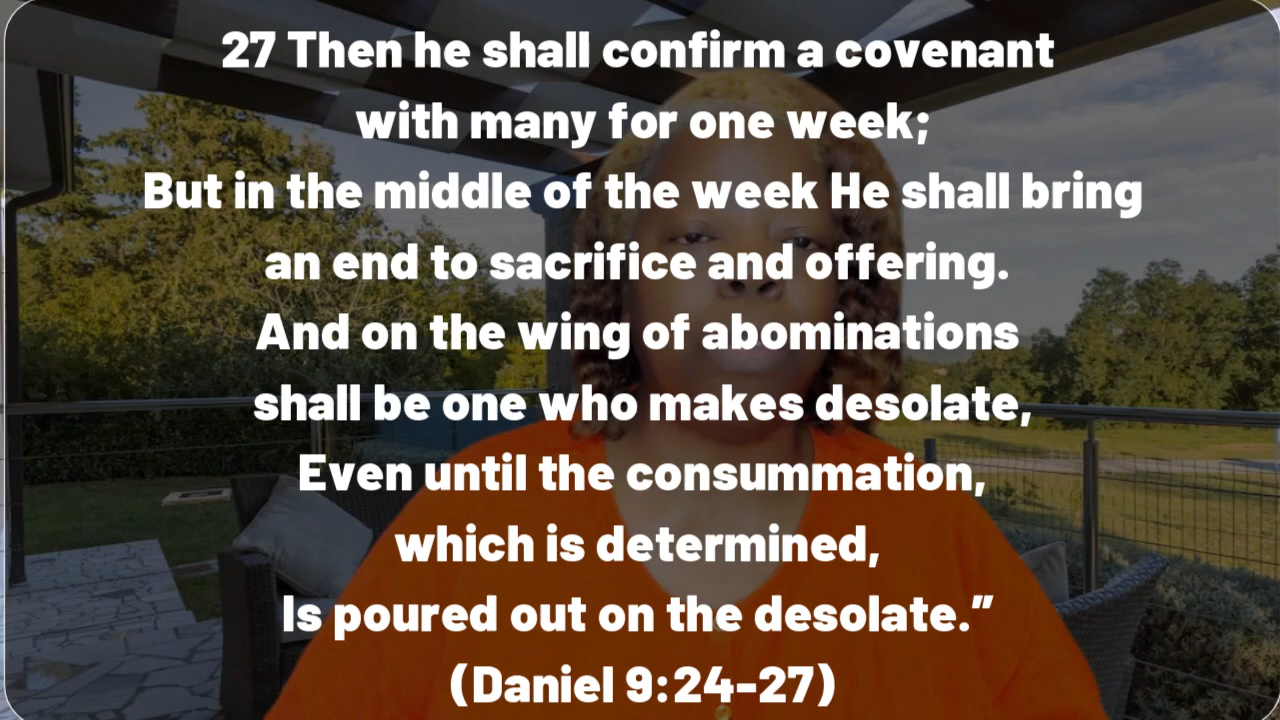 27 Then he shall confirm a covenant
with many for one week;
But in the middle of the week He shall bring
an end to sacrifice and offering.
And on the wing of abominations
shall be one who makes desolate,
Even until the consummation,
which is determined,
Is poured out on the desolate.”
(Daniel 9:24-27)